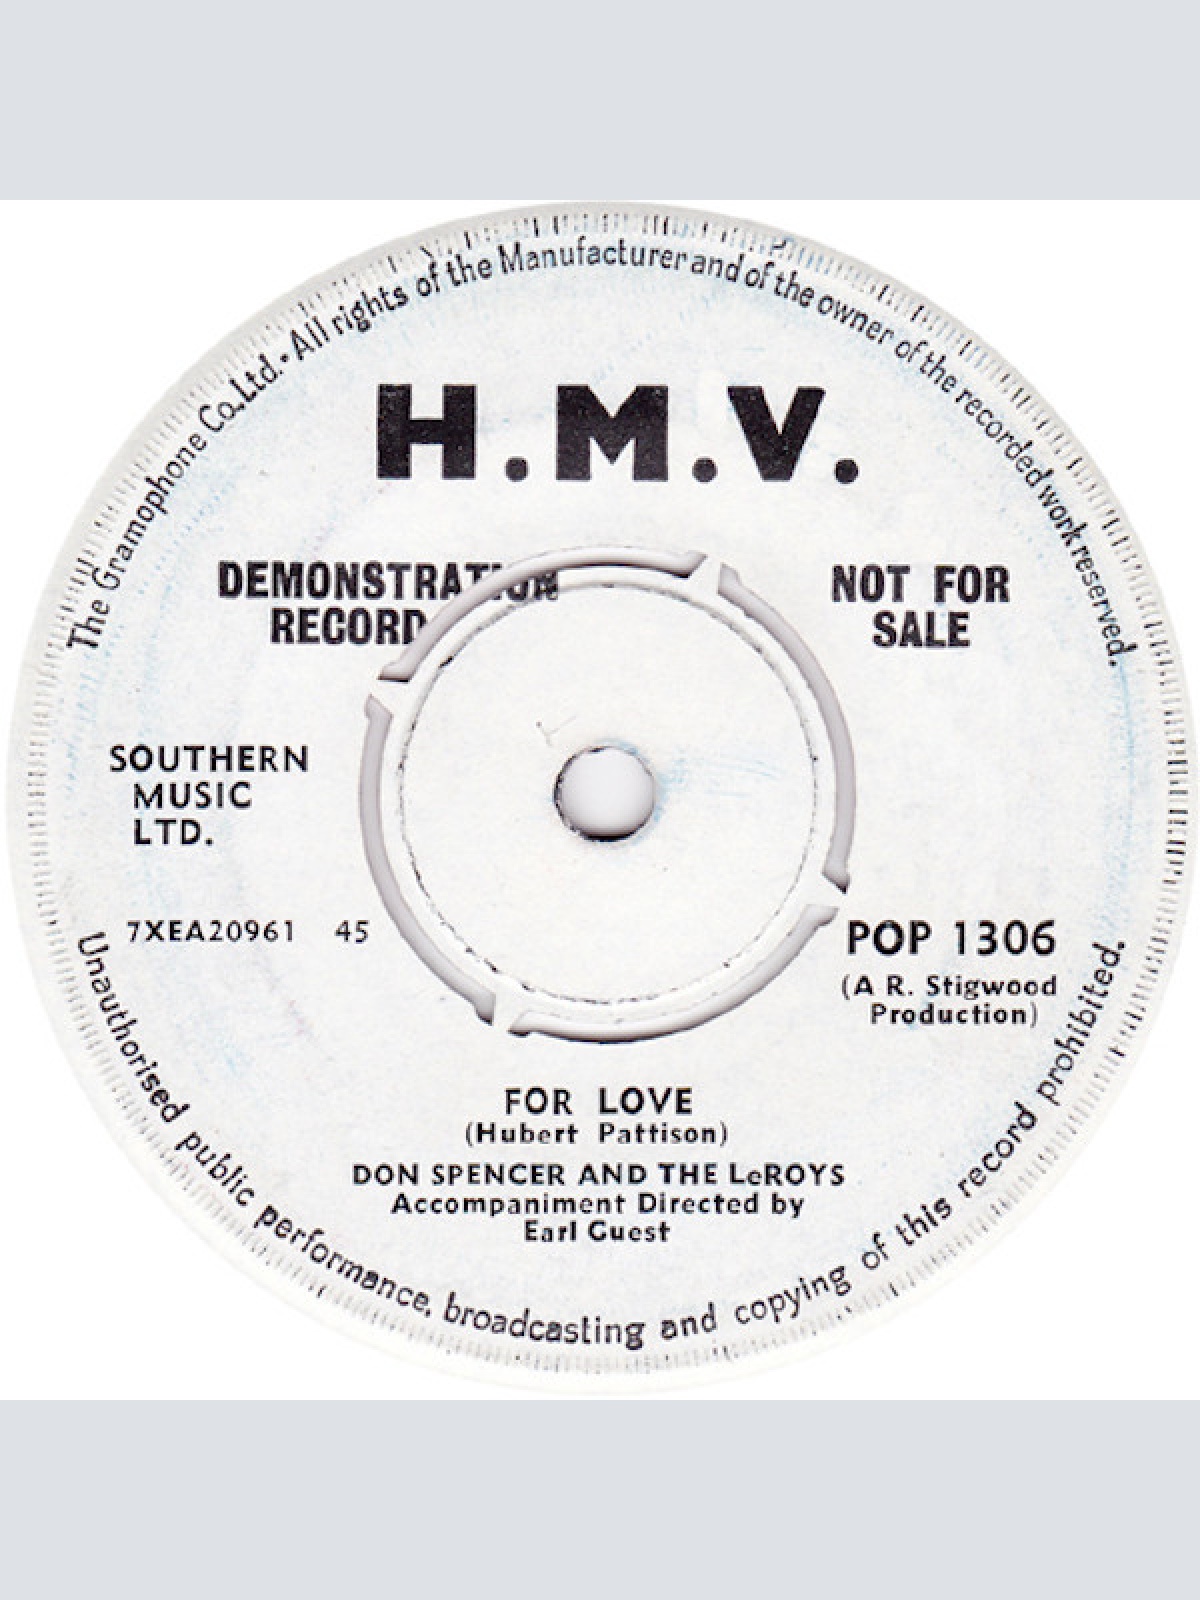 The Gramophone Co. Ltd. • All rights of the Manufacturer and of the owner of the recorded work reserved.
H.M.V.
DEMONSTRATION
RECORD
NOT FOR
SALE
SOUTHERN
MUSIC
LTD.
7XEA20961 45
POP 1306
(A R. Stigwood
Production)
FOR LOVE
(Hubert Pattison)
DON SPENCER AND THE LeROYS
Accompaniment Directed by
Earl Guest
Unauthorised public performance, broadcasting and copying of this record prohibited.